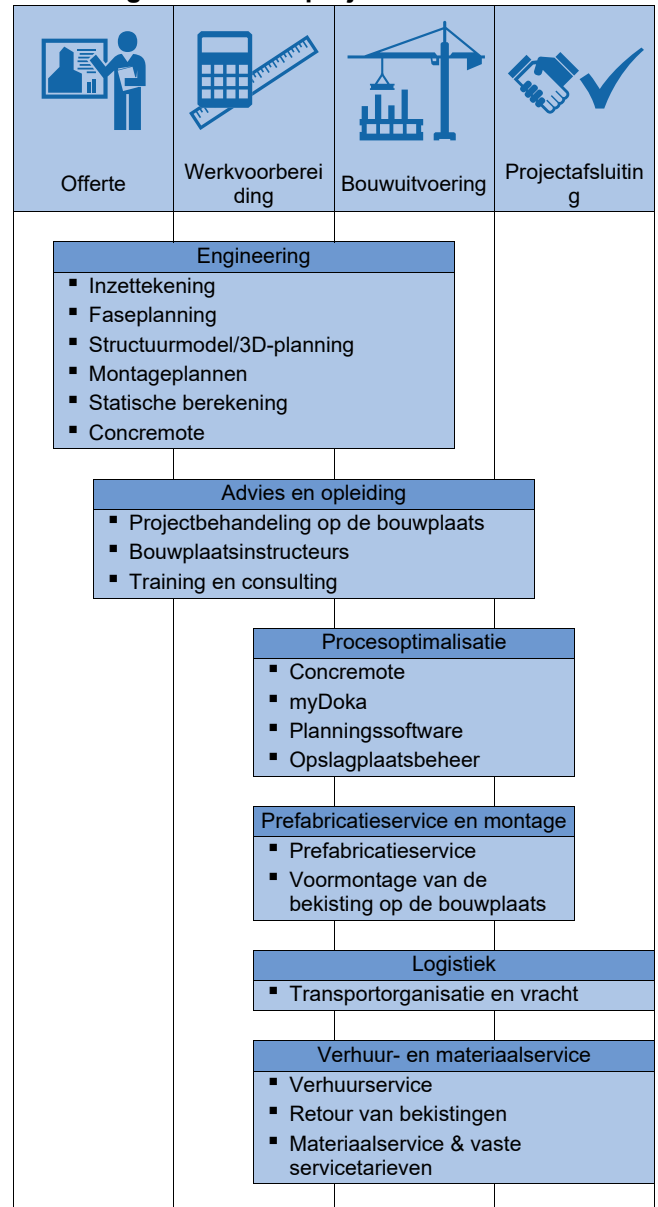 Offerte
Werkvoorberei
ding
Bouwuitvoering
Projectafsluitin
g
Engineering
▪ Inzettekening
▪ Faseplanning
▪ Structuurmodel/3D-planning
▪ Montageplannen
▪ Statische berekening
▪ Concremote
Advies en opleiding
▪ Projectbehandeling op de bouwplaats
▪ Bouwplaatsinstructeurs
▪ Training en consulting
Procesoptimalisatie
▪ Concremote
▪ myDoka
▪ Planningssoftware
▪ Opslagplaatsbeheer
Prefabricatieservice en montage
▪ Prefabricatieservice
▪ Voormontage van de
bekisting op de bouwplaats
Logistiek
▪ Transportorganisatie en vracht
Verhuur- en materiaalservice
▪ Verhuurservice
▪ Retour van bekistingen
▪ Materiaalservice & vaste
servicetarieven